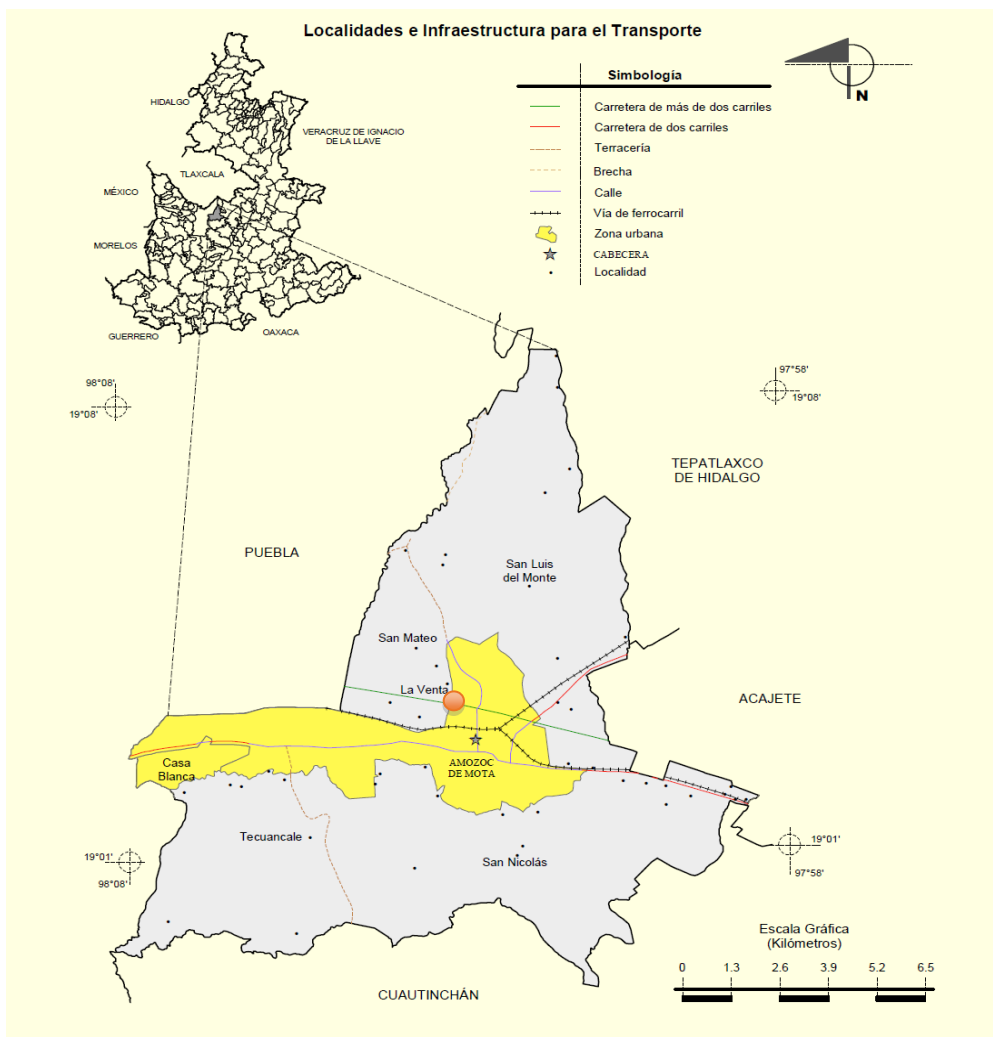 Localidades e Infraestructura para el Transporte
N
Simbología
Carretera de más de dos carriles
Carretera de dos carriles
Terracería
Brecha
Calle
Vía de ferrocarril
Zona urbana
CABECERA
Localidad
HIDALGO
VERACRUZ DE IGNACIO
DE LA LLAVE
TLAXCALA
MÉXICO
MORELOS
GUERRERO
OAXACA
98°08'
19°08'
97°58'
19°08'
TEPATLAXCO
DE HIDALGO
PUEBLA
San Luis
del Monte
San Mateo
La Venta
ACAJETE
Casa
Blanca
AMOZOC
DE MOTA
Tecuancale
San Nicolás
19°01'
98°08'
19°01'
97°58'
CUAUTINCHÁN
Escala Gráfica
(Kilómetros)
0 1.3 2.6 3.9 5.2 6.5